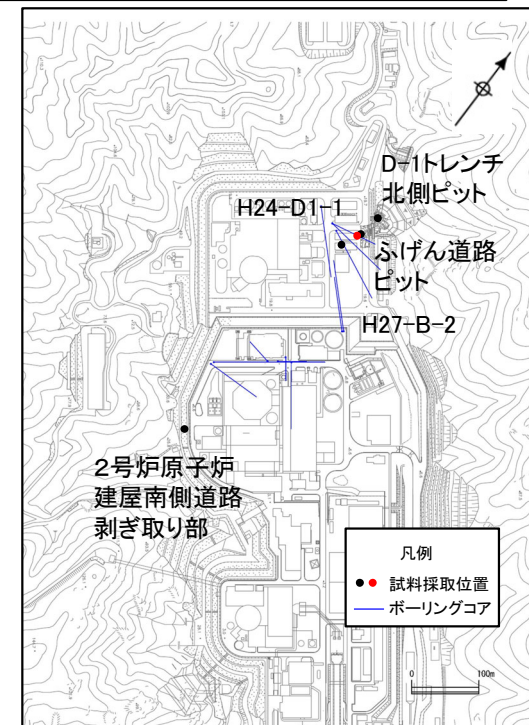 D-1トレンチ
北側ピット
H24-D1-1
ふげん道路
ピット
H27-B-2
2号炉原子炉
建屋南側道路
剥ぎ取り部
凡例
試料採取位置
ボーリングコア
0 100m